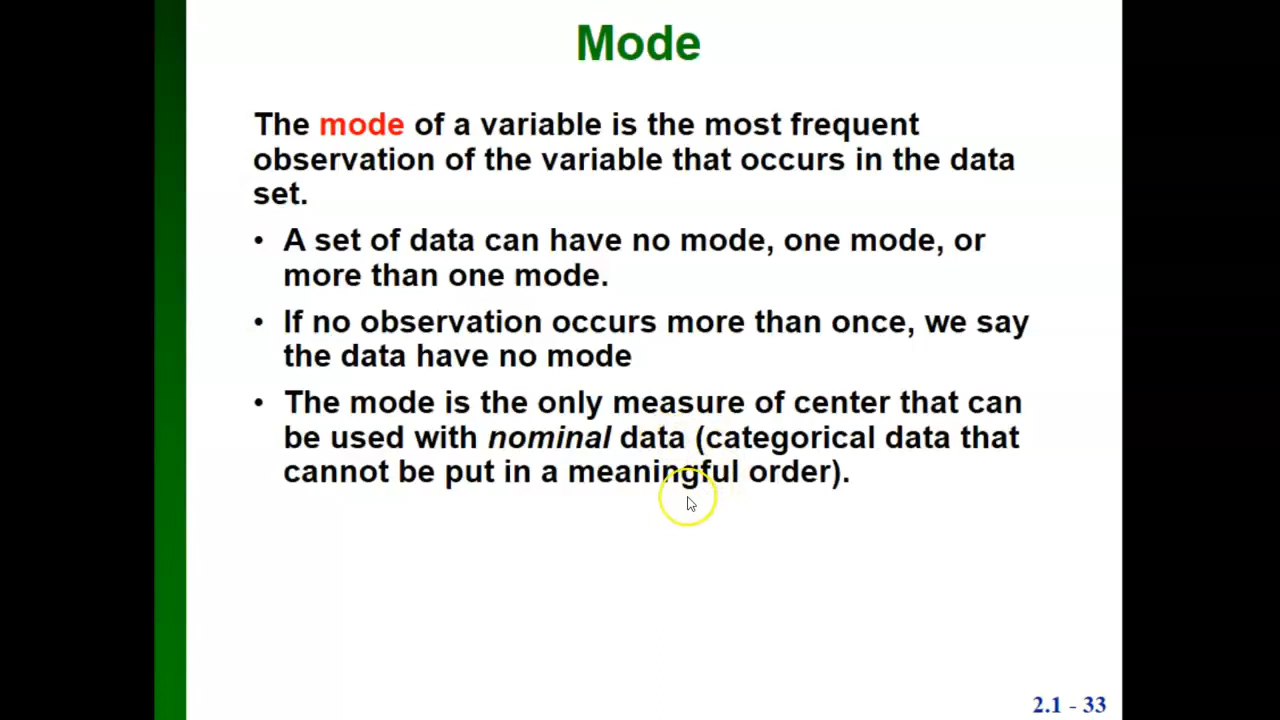 Mode
The mode of a variable is the most frequent
observation of the variable that occurs in the data
set.
• A set of data can have no mode, one mode, or
more than one mode.
• If no observation occurs more than once, we say
the data have no mode
• The mode is the only measure of center that can
be used with nominal data (categorical data that
cannot be put in a meaningful order).
2.1 - 33